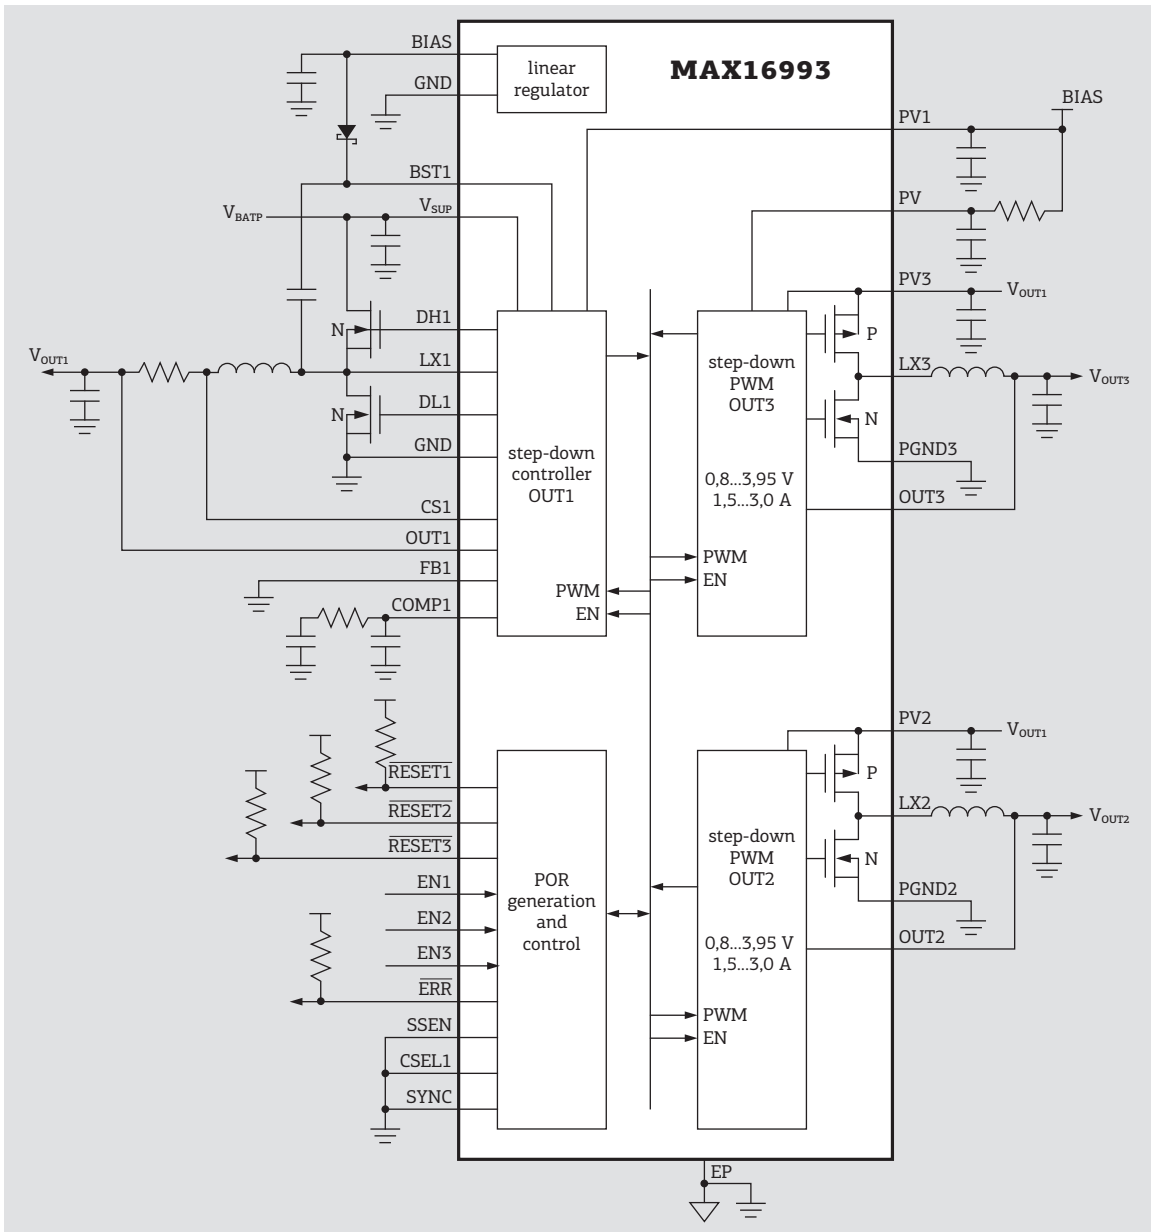 MAX16993
BIAS
GND
linear
regulator
BST1
V_BATP
V_SUP
N
DH1
V_OUT1
LX1
N
DL1
GND
CS1
OUT1
FB1
COMP1
step-down
controller
OUT1
PWM
EN
BIAS
PV1
PV
PV3
V_OUT1
P
LX3
V_OUT3
N
PGND3
OUT3
step-down
PWM
OUT3
0,8...3,95 V
1,5...3,0 A
PWM
EN
RESET1
RESET2
RESET3
EN1
EN2
EN3
ERR
SSEN
CSEL1
SYNC
POR
generation
and
control
PV2
V_OUT1
P
LX2
V_OUT2
N
PGND2
OUT2
step-down
PWM
OUT2
0,8...3,95 V
1,5...3,0 A
PWM
EN
EP